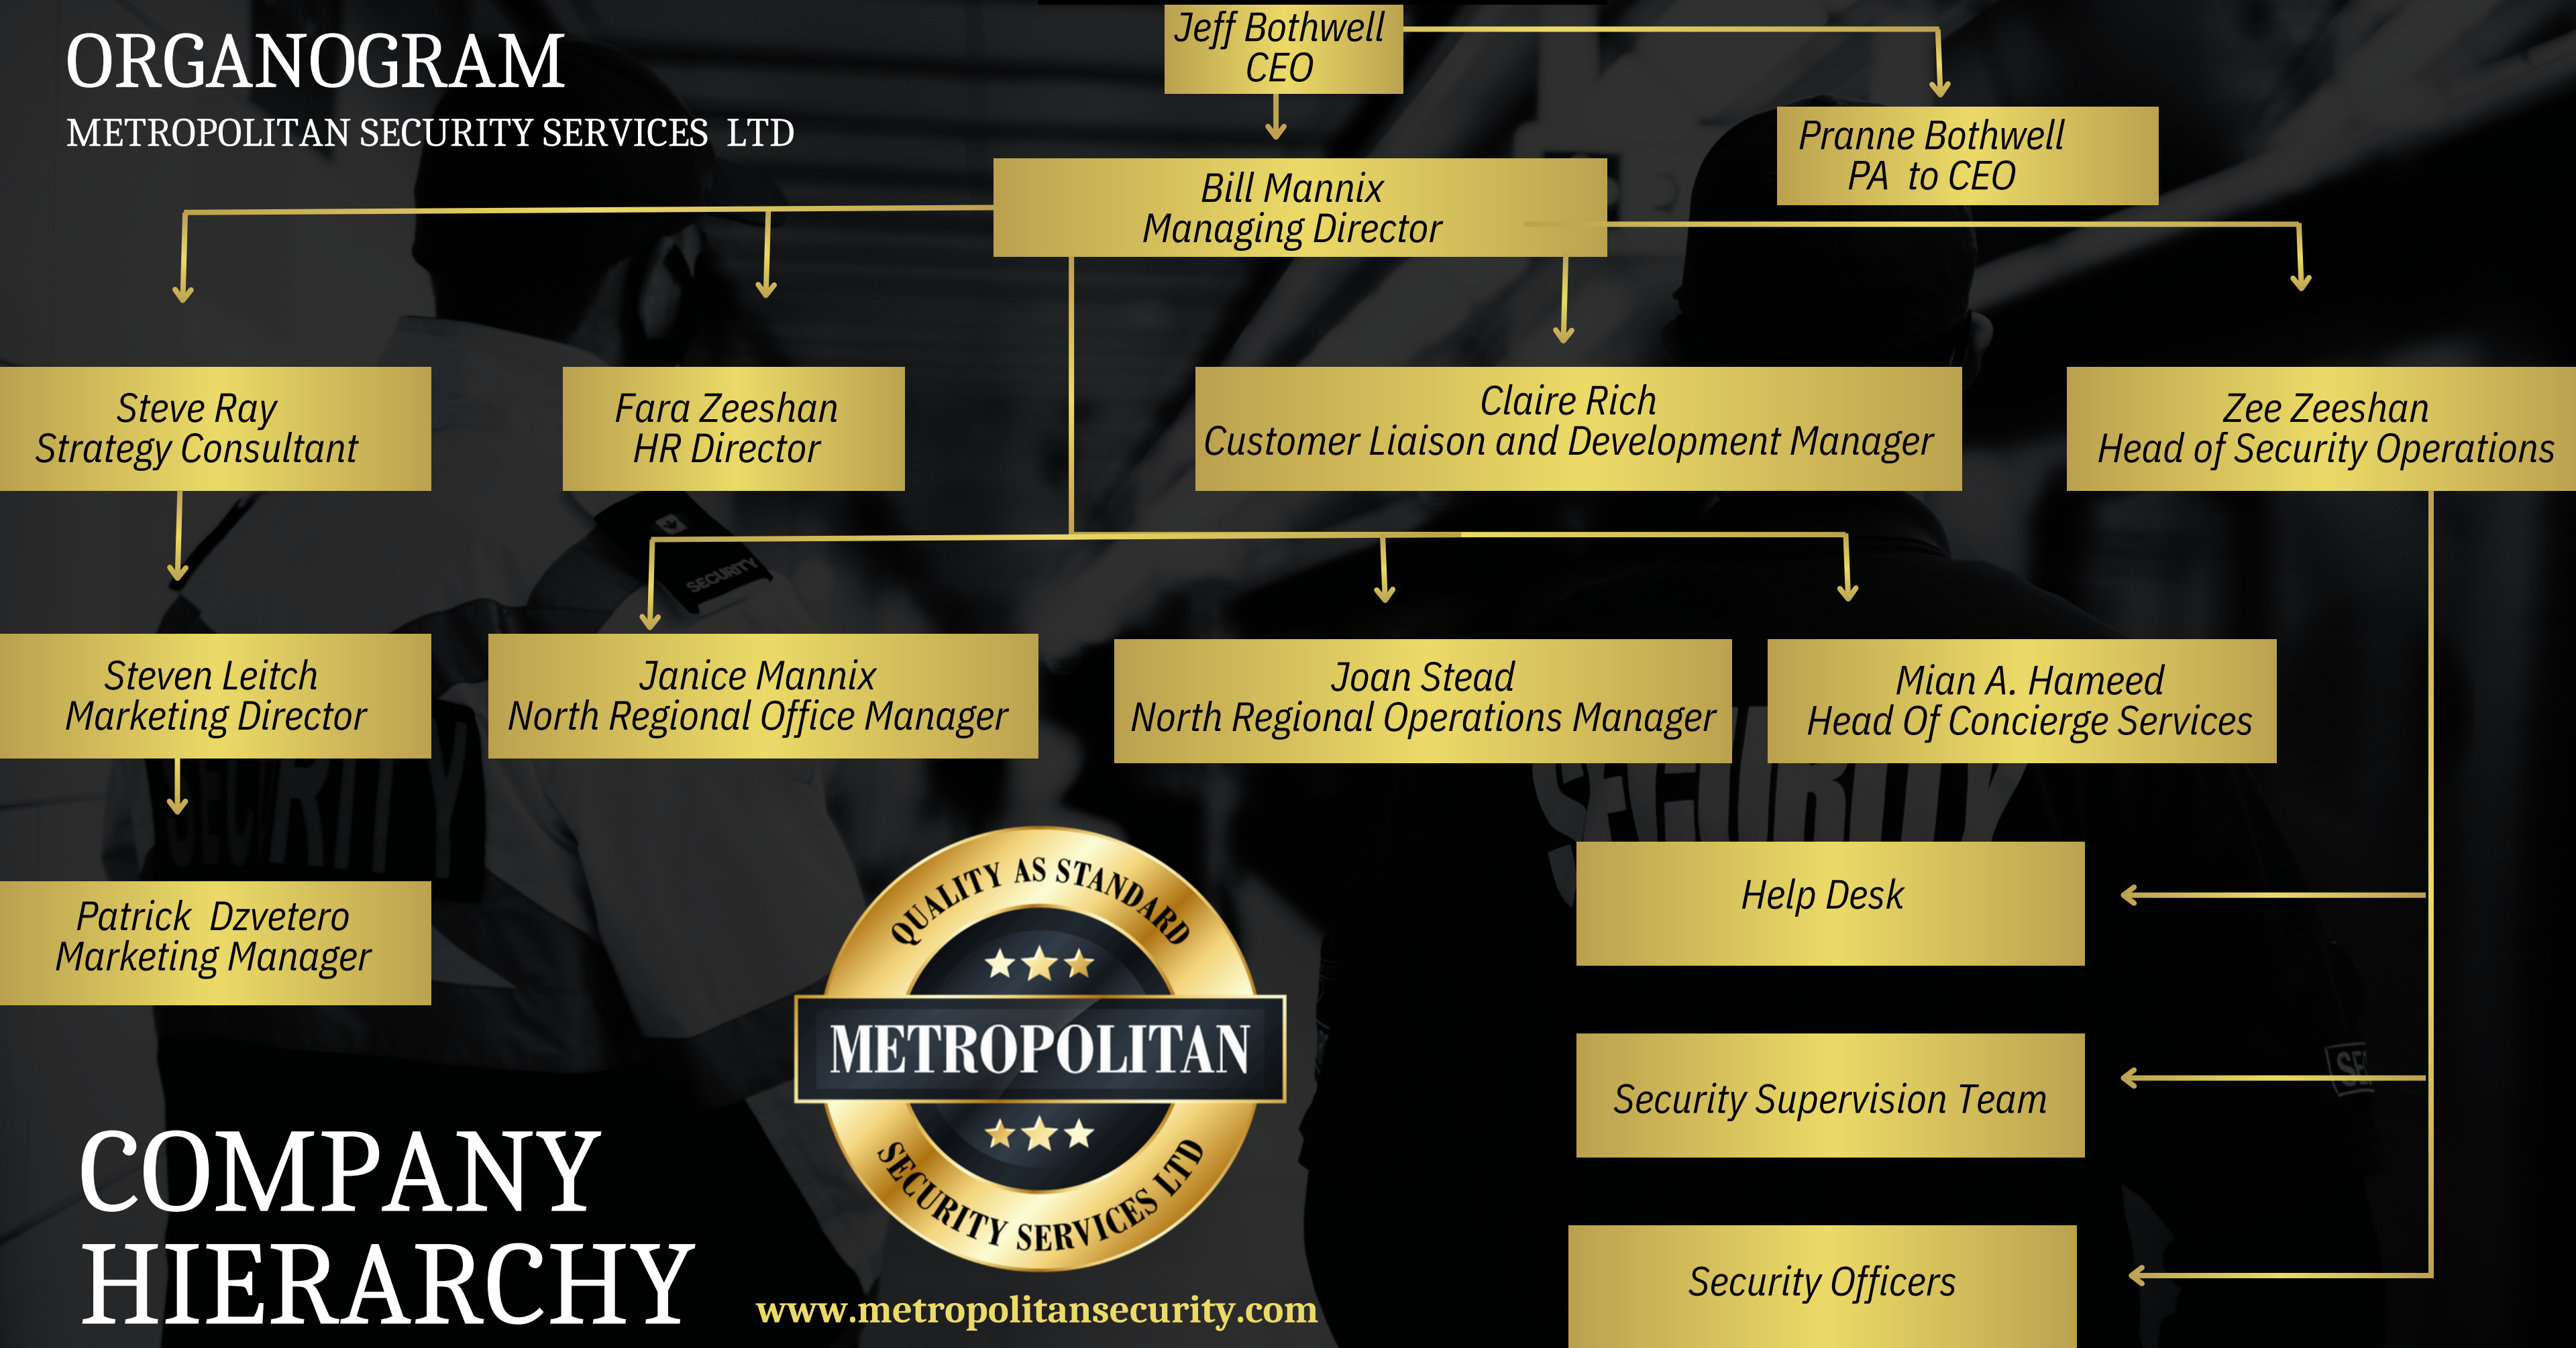 ORGANOGRAM
METROPOLITAN SECURITY SERVICES LTD
Jeff Bothwell
CEO
Pranne Bothwell
PA to CEO
Bill Mannix
Managing Director
Steve Ray
Strategy Consultant
Fara Zeeshan
HR Director
Claire Rich
Customer Liaison and Development Manager
Zee Zeeshan
Head of Security Operations
SECURITY
Steven Leitch
Marketing Director
Janice Mannix
North Regional Office Manager
Joan Stead
North Regional Operations Manager
Mian A. Hameed
Head Of Concierge Services
SECURITY
SECURITY
Patrick Dzvetero
Marketing Manager
Help Desk
Security Supervision Team
SE
Security Officers
QUALITY AS STANDARD
METROPOLITAN
SECURITY SERVICES LTD
COMPANY
HIERARCHY
www.metropolitansecurity.com